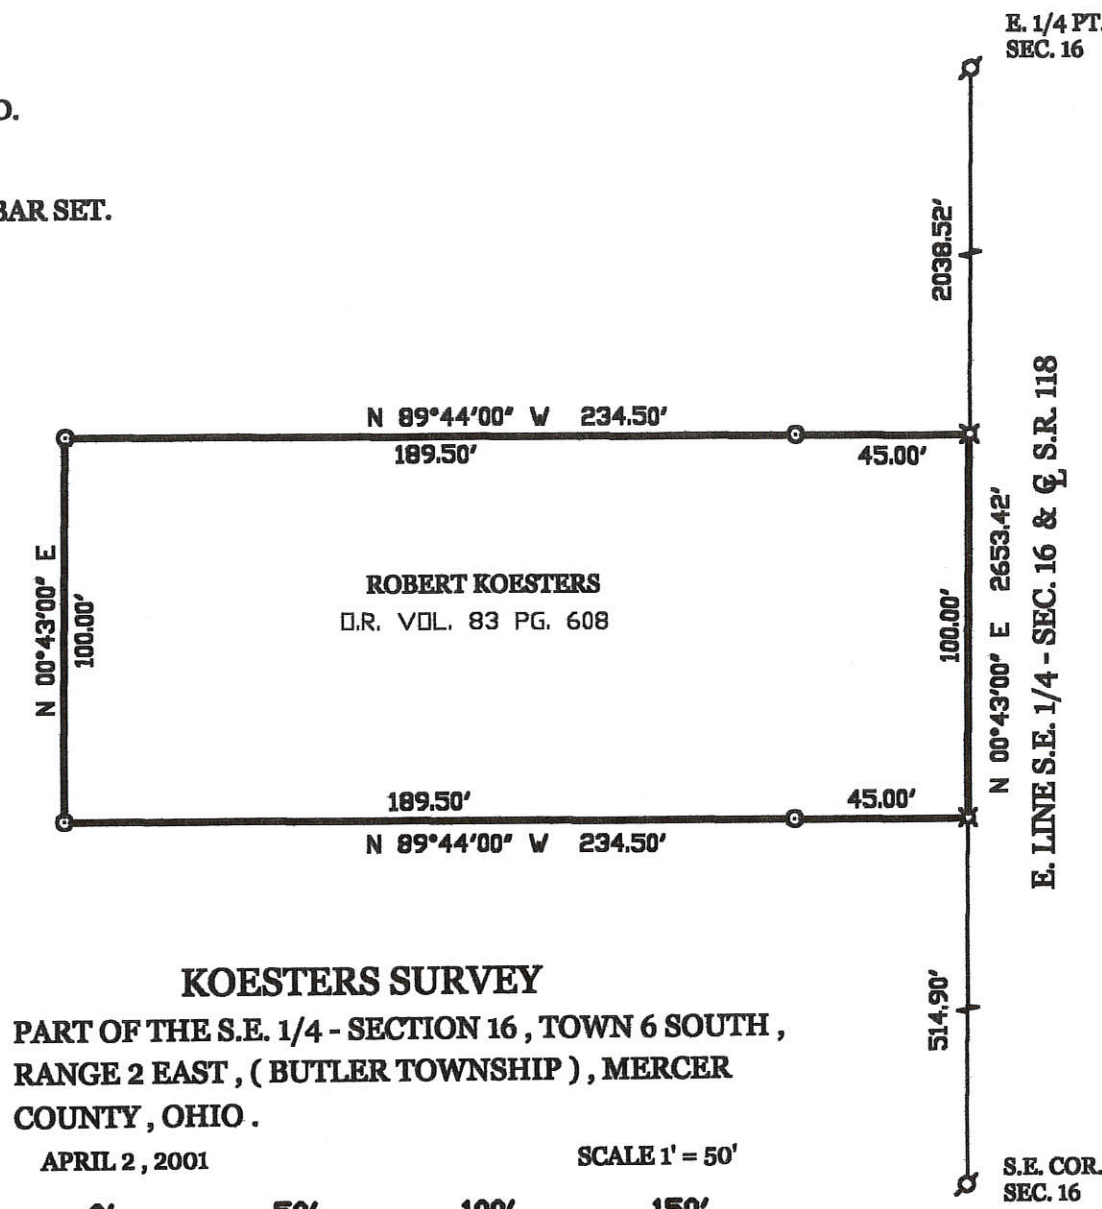 E. 1/4 PT.
SEC. 16
O.
BAR SET.
2038.52'
N 89°44'00" W 234.50'
189.50'
45.00'
N 00°43'00" E
100.00'
ROBERT KOESTERS
O.R. VOL. 83 PG. 608
100.00'
N 00°43'00" E 2653.42'
E. LINE S.E. 1/4 - SEC. 16 & ℄ S.R. 118
189.50'
45.00'
N 89°44'00" W 234.50'
514.90'
KOESTERS SURVEY
PART OF THE S.E. 1/4 - SECTION 16 , TOWN 6 SOUTH ,
RANGE 2 EAST , ( BUTLER TOWNSHIP ) , MERCER
COUNTY , OHIO .
APRIL 2 , 2001
SCALE 1' = 50'
0' 50' 100' 150'
S.E. COR.
SEC. 16